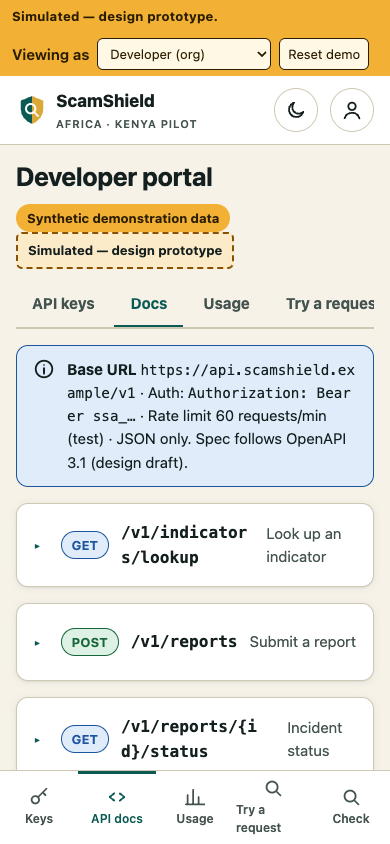 Simulated — design prototype.
Viewing as Developer (org) Reset demo
ScamShield
AFRICA · KENYA PILOT
Developer portal
Synthetic demonstration data
Simulated — design prototype
API keys Docs Usage Try a reques
Base URL https://api.scamshield.ex
ample/v1 · Auth: Authorization: Bear
er ssa_… · Rate limit 60 requests/min
(test) · JSON only. Spec follows OpenAPI
3.1 (design draft).
GET /v1/indicator Look up an
s/lookup indicator
POST /v1/reports Submit a report
GET /v1/reports/{i Incident
d}/status status
Keys API docs Usage Try a request Check